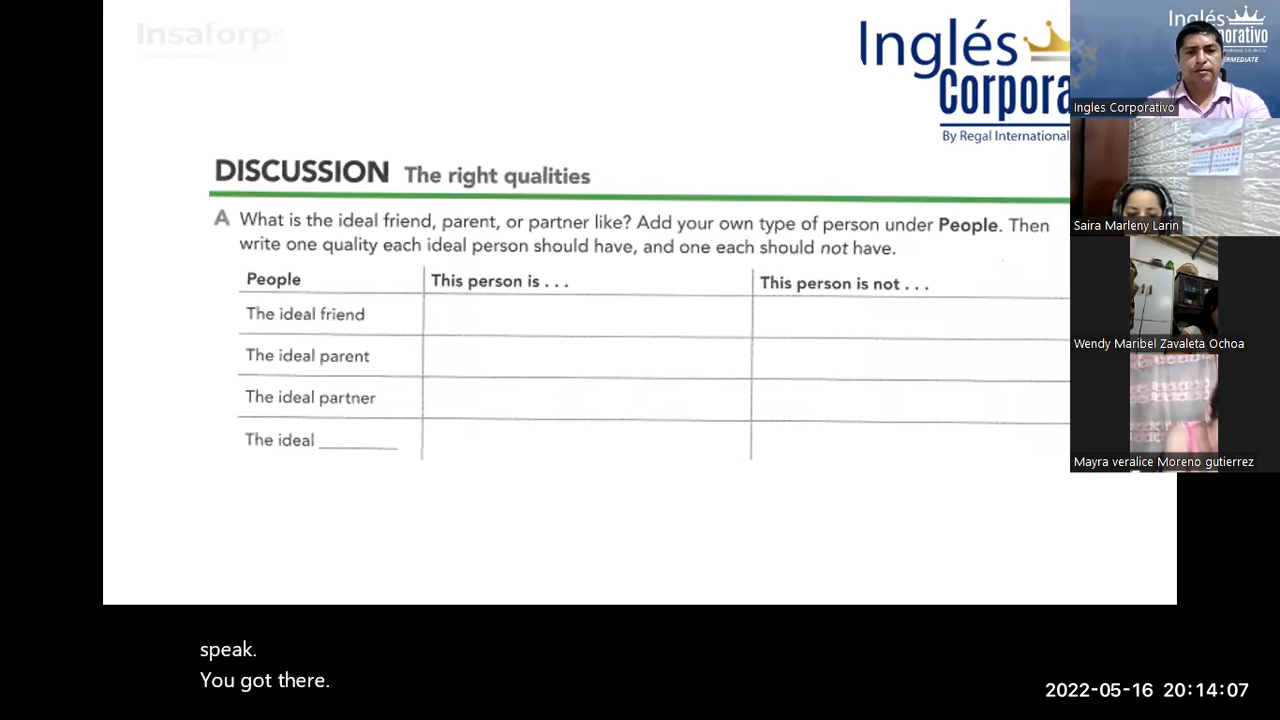 Insaforp
Inglés
Corpora
By Regal International
DISCUSSION The right qualities
A What is the ideal friend, parent, or partner like? Add your own type of person under People. Then
write one quality each ideal person should have, and one each should not have.
People This person is . . . This person is not . . .
The ideal friend
The ideal parent
The ideal partner
The ideal ________
Inglés
orporativo
Ingles Corporativo
Saira Marleny Larin
Wendy Maribel Zavaleta Ochoa
Mayra veralice Moreno gutierrez
speak.
You got there.
2022-05-16 20:14:07